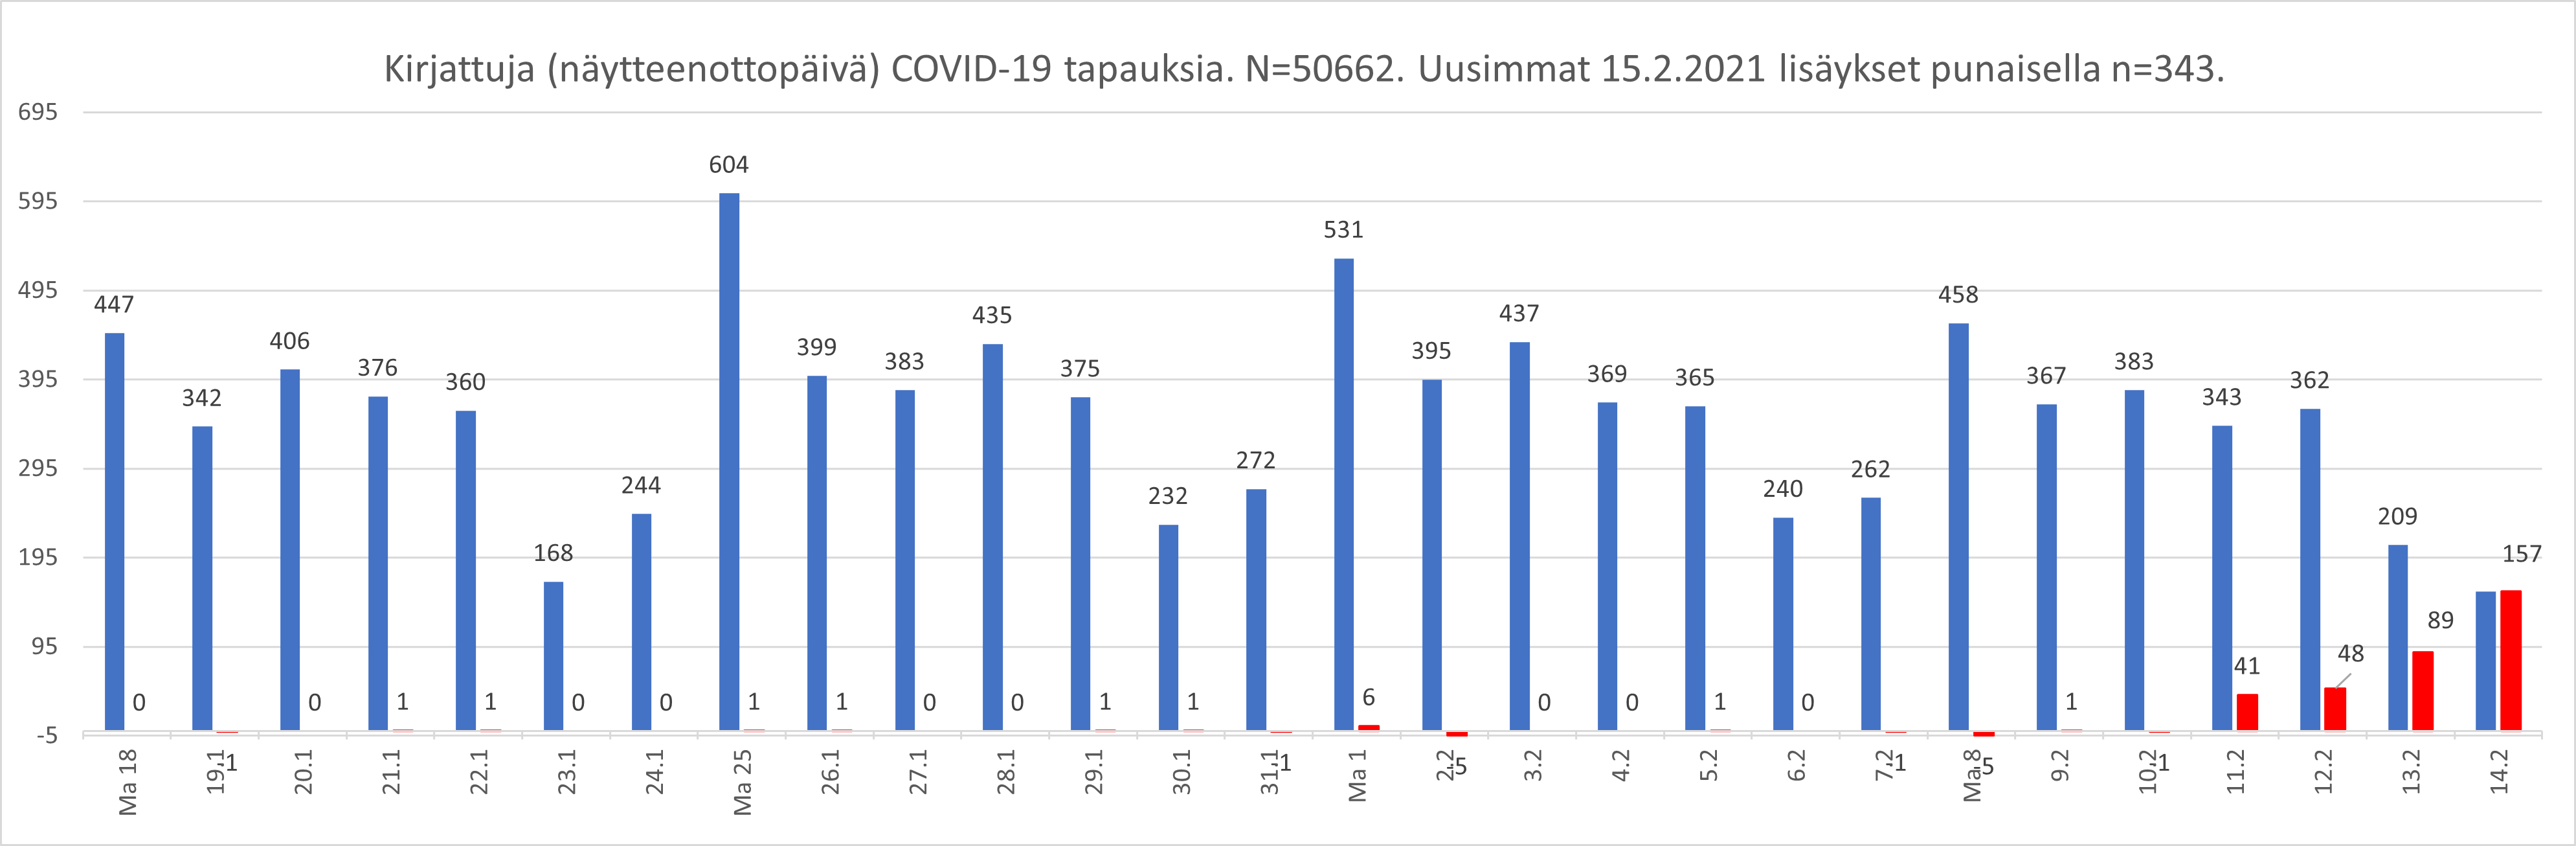 Kirjattuja (näytteenottopäivä) COVID-19 tapauksia. N=50662. Uusimmat 15.2.2021 lisäykset punaisella n=343.
695
595
495
395
295
195
95
-5
447 342 406 376 360 168 244 604 399 383 435 375 232 272 531 395 437 369 365 240 262 458 367 383 343 362 209
0 -1 0 1 1 0 0 1 1 0 0 1 1 -1 6 -5 0 0 1 0 -1 -5 1 -1 41 48 89 157
Ma 18 19.1 20.1 21.1 22.1 23.1 24.1 Ma 25 26.1 27.1 28.1 29.1 30.1 31.1 Ma 1 2.2 3.2 4.2 5.2 6.2 7.2 Ma 8 9.2 10.2 11.2 12.2 13.2 14.2